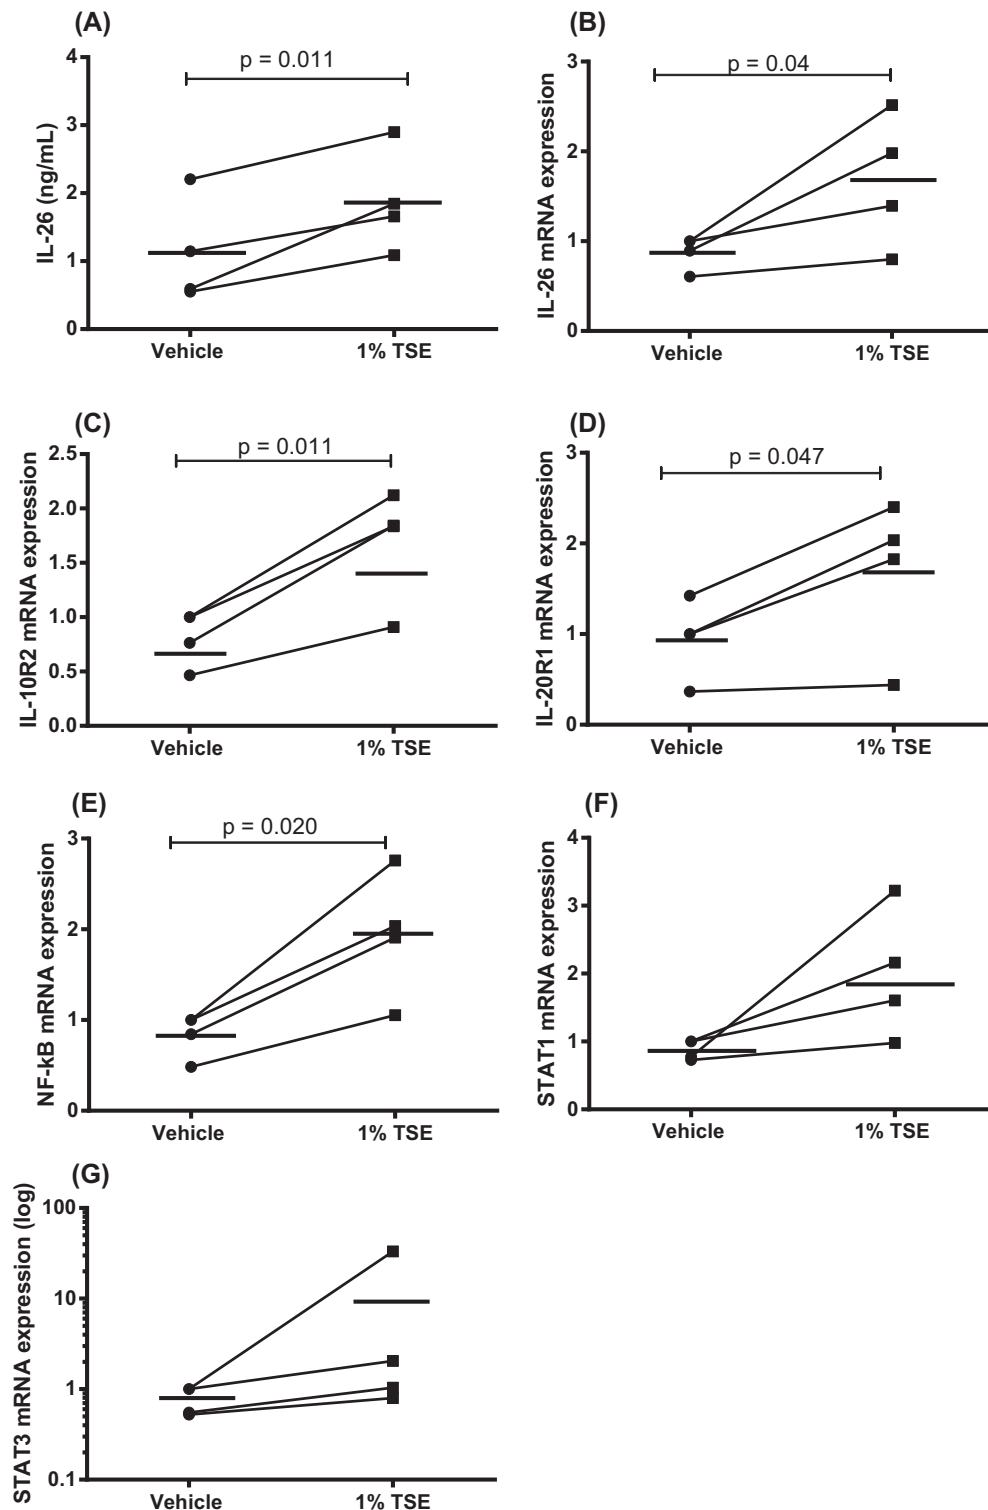 (A)
p = 0.011
IL-26 (ng/mL)
4
3
2
1
0
Vehicle
1% TSE
(B)
p = 0.04
IL-26 mRNA expression
3
2
1
0
Vehicle
1% TSE
(C)
p = 0.011
IL-10R2 mRNA expression
2.5
2.0
1.5
1.0
0.5
0.0
Vehicle
1% TSE
(D)
p = 0.047
IL-20R1 mRNA expression
3
2
1
0
Vehicle
1% TSE
(E)
p = 0.020
NF-kB mRNA expression
3
2
1
0
Vehicle
1% TSE
(F)
STAT1 mRNA expression
4
3
2
1
0
Vehicle
1% TSE
(G)
STAT3 mRNA expression (log)
100
10
1
0.1
Vehicle
1% TSE